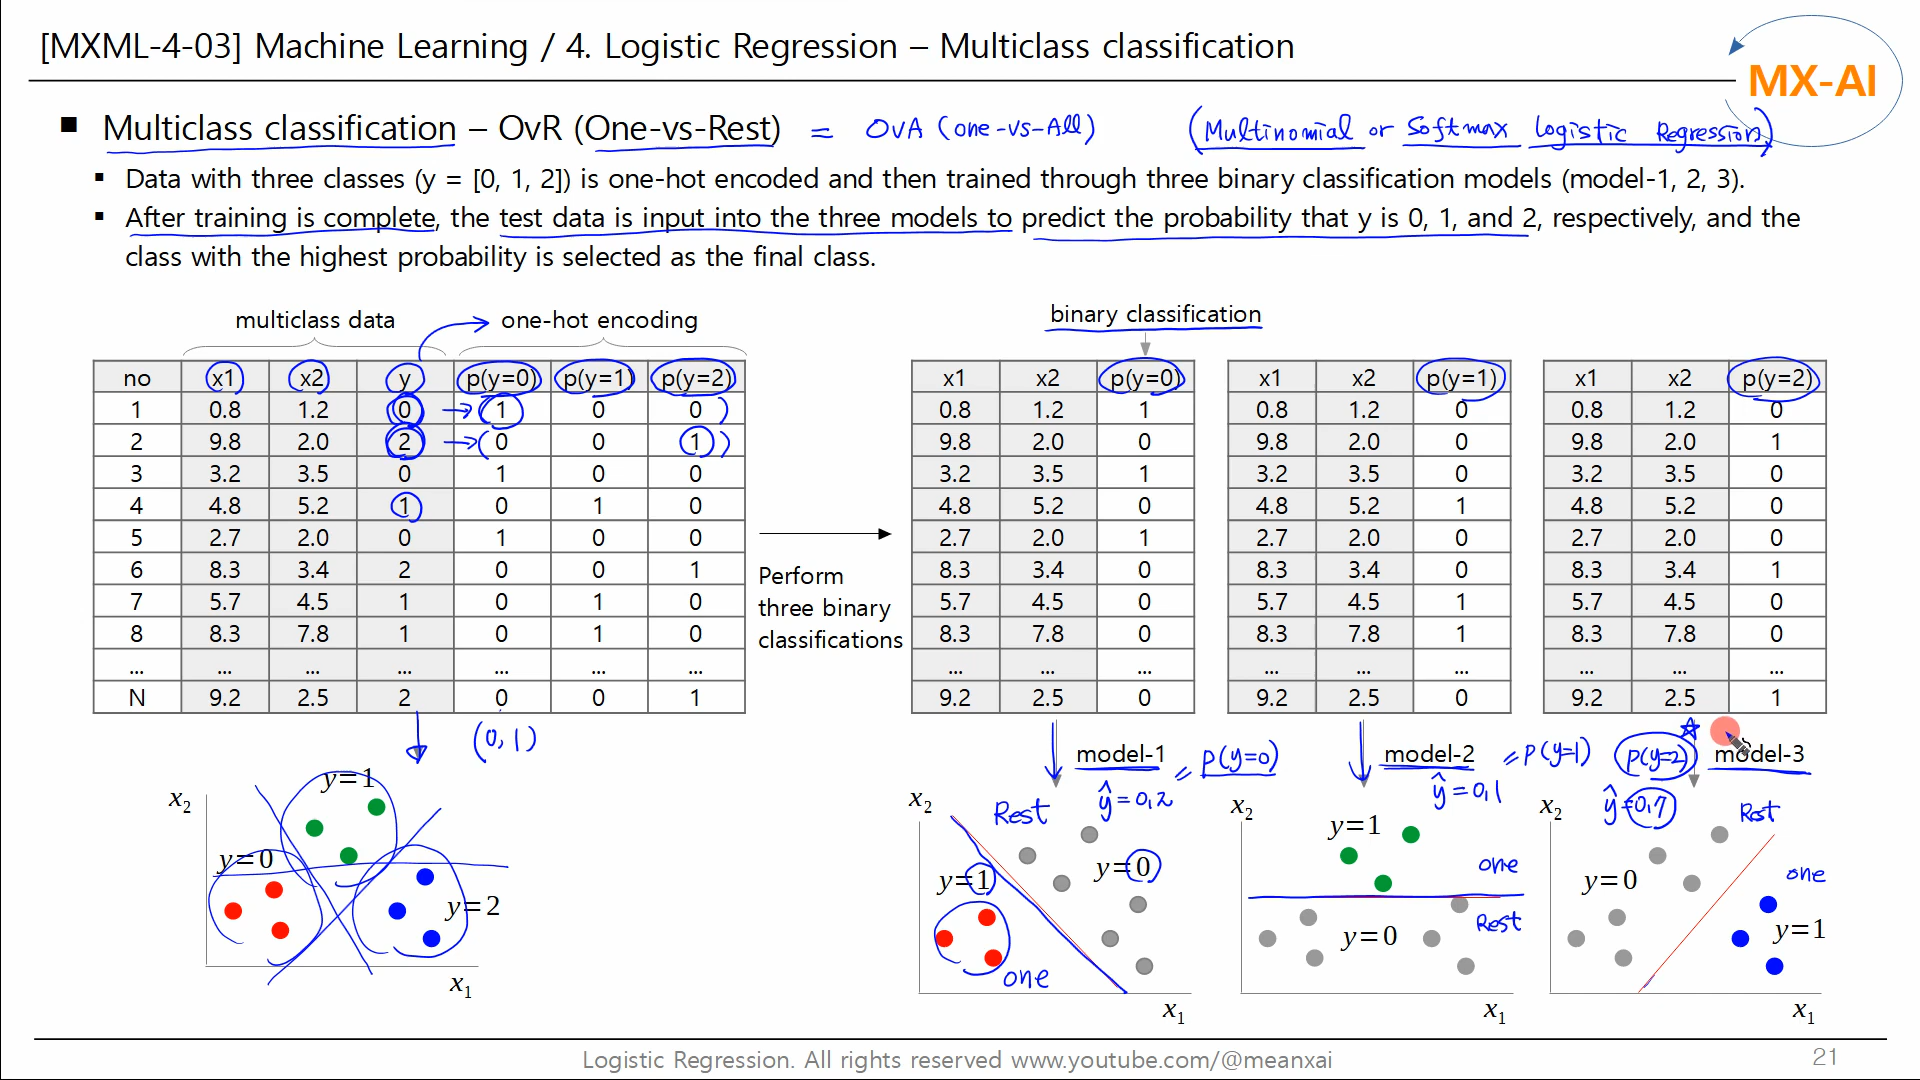 [MXML-4-03] Machine Learning / 4. Logistic Regression – Multiclass classification
MX-AI
■ Multiclass classification – OvR (One-vs-Rest) = OVA (one-vs-All) (Multinomial or Softmax Logistic Regression)
▪ Data with three classes (y = [0, 1, 2]) is one-hot encoded and then trained through three binary classification models (model-1, 2, 3).
▪ After training is complete, the test data is input into the three models to predict the probability that y is 0, 1, and 2, respectively, and the
class with the highest probability is selected as the final class.
multiclass data one-hot encoding
no x1 x2 y p(y=0) p(y=1) p(y=2)
1 0.8 1.2 0 1 0 0
2 9.8 2.0 2 0 0 1
3 3.2 3.5 0 1 0 0
4 4.8 5.2 1 0 1 0
5 2.7 2.0 0 1 0 0
6 8.3 3.4 2 0 0 1
7 5.7 4.5 1 0 1 0
8 8.3 7.8 1 0 1 0
... ... ... ... ... ... ...
N 9.2 2.5 2 0 0 1
(0, 1)
Perform
three binary
classifications
binary classification
x1 x2 p(y=0)
0.8 1.2 1
9.8 2.0 0
3.2 3.5 1
4.8 5.2 0
2.7 2.0 1
8.3 3.4 0
5.7 4.5 0
8.3 7.8 0
... ... ...
9.2 2.5 0
x1 x2 p(y=1)
0.8 1.2 0
9.8 2.0 0
3.2 3.5 0
4.8 5.2 1
2.7 2.0 0
8.3 3.4 0
5.7 4.5 1
8.3 7.8 1
... ... ...
9.2 2.5 0
x1 x2 p(y=2)
0.8 1.2 0
9.8 2.0 1
3.2 3.5 0
4.8 5.2 0
2.7 2.0 0
8.3 3.4 1
5.7 4.5 0
8.3 7.8 0
... ... ...
9.2 2.5 1
x2
y=1
y=0
y=2
x1
model-1 = p(y=0)
ŷ=0.2
x2
Rest
y=1
y=0
one
x1
model-2 = p(y=1)
ŷ=0.1
x2
y=1
one
y=0
Rest
x1
p(y=2) model-3
ŷ=0.7
x2
Rest
y=0
one
y=1
x1
Logistic Regression. All rights reserved www.youtube.com/@meanxai
21